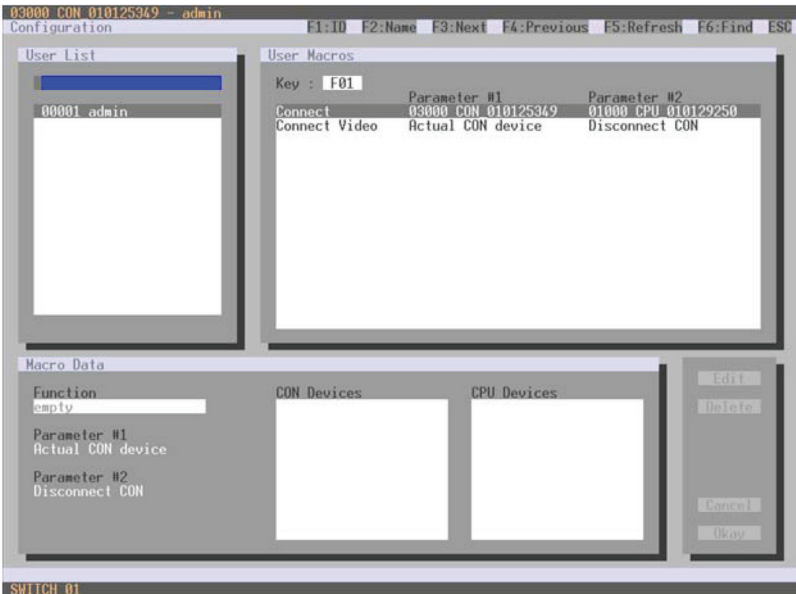 03000 CON 010125349 - admin
Configuration F1:ID F2:Name F3:Next F4:Previous F5:Refresh F6:Find ESC
User List
00001 admin
User Macros
Key : F01
Parameter #1 Parameter #2
Connect 03000 CON 010125349 01000 CPU 010129250
Connect Video Actual CON device Disconnect CON
Macro Data
Function
empty
Parameter #1
Actual CON device
Parameter #2
Disconnect CON
CON Devices
CPU Devices
Edit
Delete
Cancel
Okay
SWITCH 01